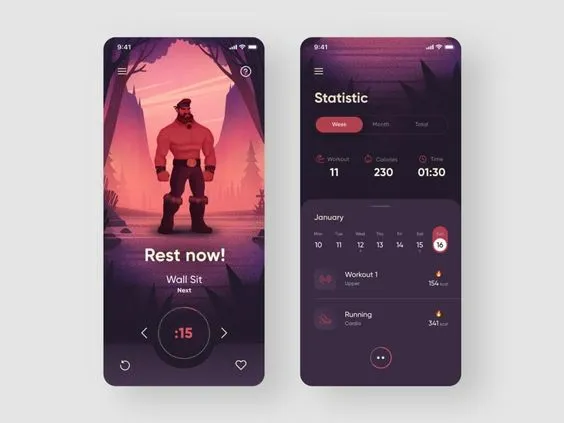 9:41
Rest now!
Wall Sit
Next
:15
9:41
Statistic
Week Month Total
Workout Calories Time
11 230 01:30
January
Mon Tue Wed Thu Fri Sat Sun
10 11 12 13 14 15 16
Workout 1
Upper
154 kcal
Running
Cardio
341 kcal